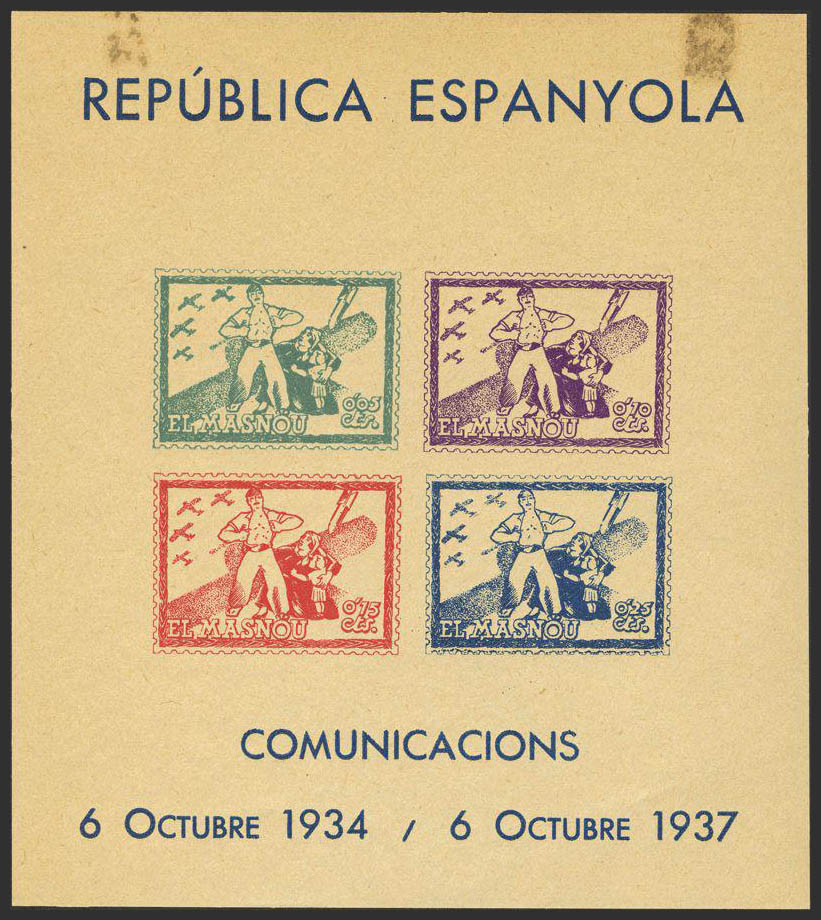 REPÚBLICA ESPANYOLA
EL MASNOU 0'05 CTS.
EL MASNOU 0'10 CTS.
EL MASNOU 0'15 CTS.
EL MASNOU 0'25 CTS.
COMUNICACIONS
6 OCTUBRE 1934 / 6 OCTUBRE 1937